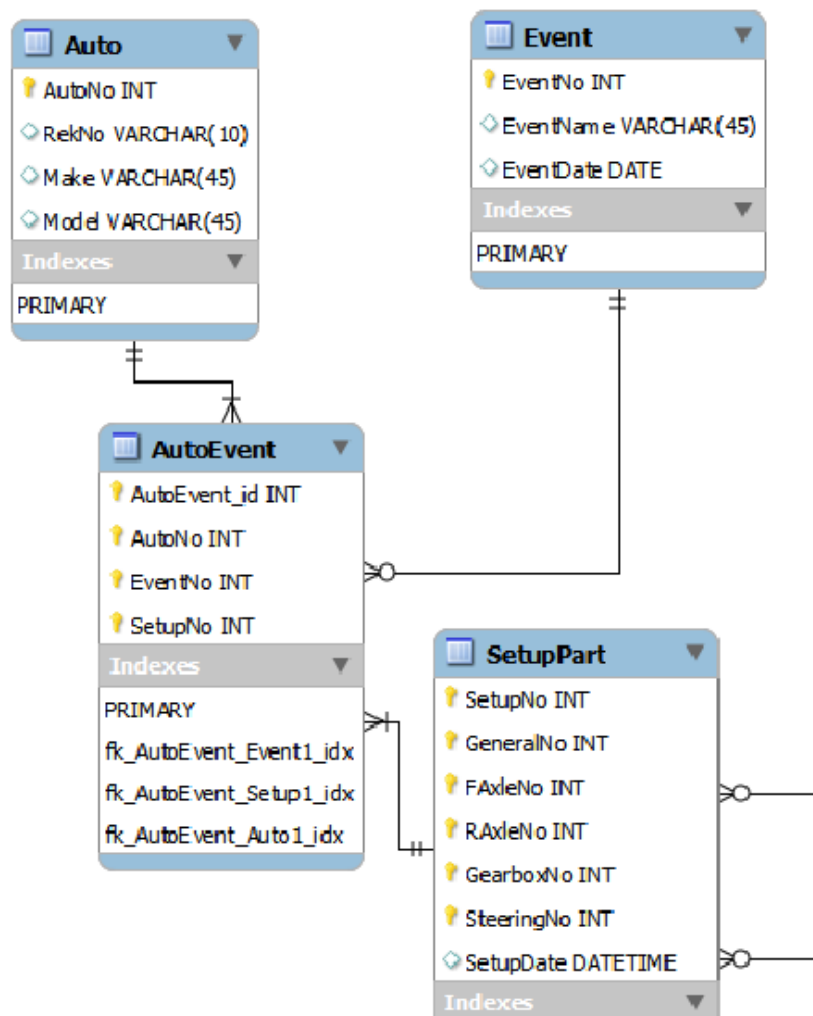 Auto
AutoNo INT
RekNo VARCHAR(10)
Make VARCHAR(45)
Model VARCHAR(45)
Indexes
PRIMARY
Event
EventNo INT
EventName VARCHAR(45)
EventDate DATE
Indexes
PRIMARY
AutoEvent
AutoEvent_id INT
AutoNo INT
EventNo INT
SetupNo INT
Indexes
PRIMARY
fk_AutoEvent_Event1_idx
fk_AutoEvent_Setup1_idx
fk_AutoEvent_Auto1_idx
SetupPart
SetupNo INT
GeneralNo INT
FAxleNo INT
RAxleNo INT
GearboxNo INT
SteeringNo INT
SetupDate DATETIME
Indexes